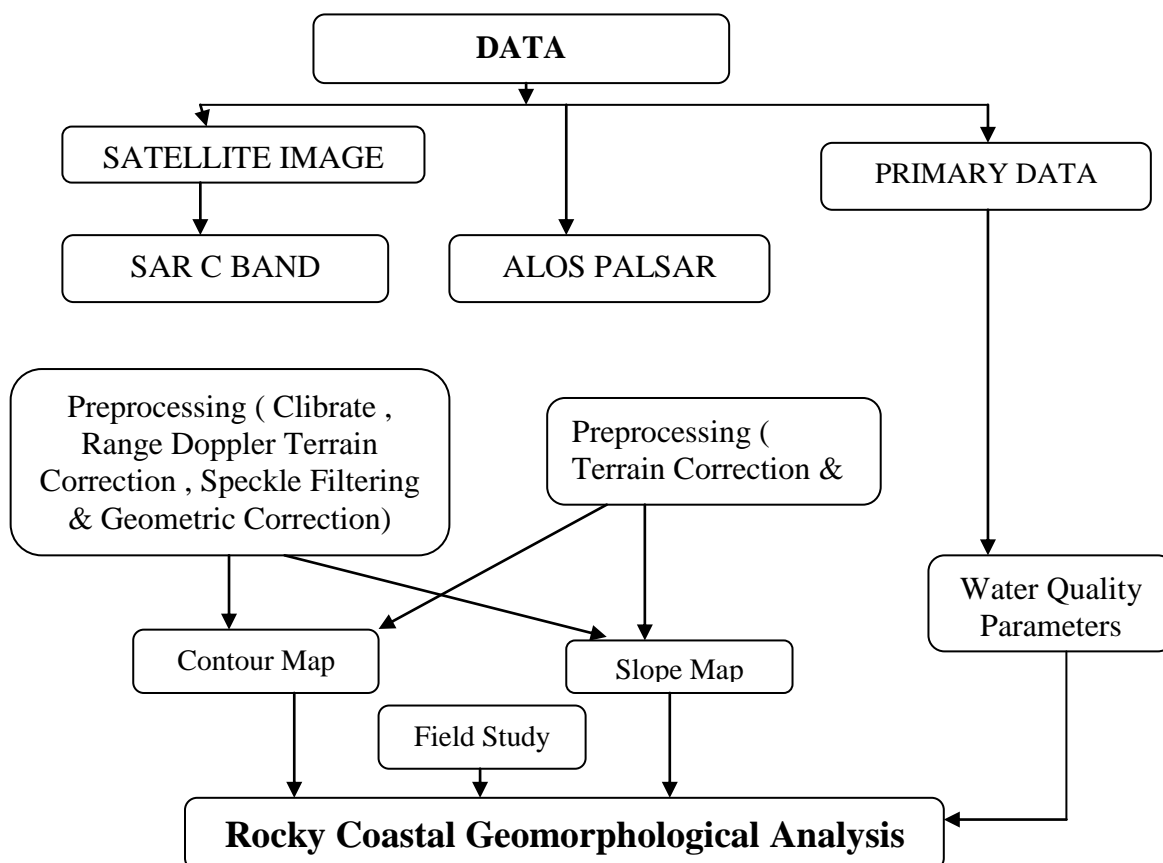 DATA
SATELLITE IMAGE
PRIMARY DATA
SAR C BAND
ALOS PALSAR
Preprocessing ( Clibrate ,
Range Doppler Terrain
Correction , Speckle Filtering
& Geometric Correction)
Preprocessing (
Terrain Correction &
Water Quality
Parameters
Contour Map
Slope Map
Field Study
Rocky Coastal Geomorphological Analysis